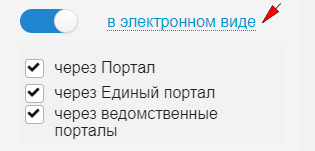 в электронном виде
через Портал
через Единый портал
через ведомственные
порталы